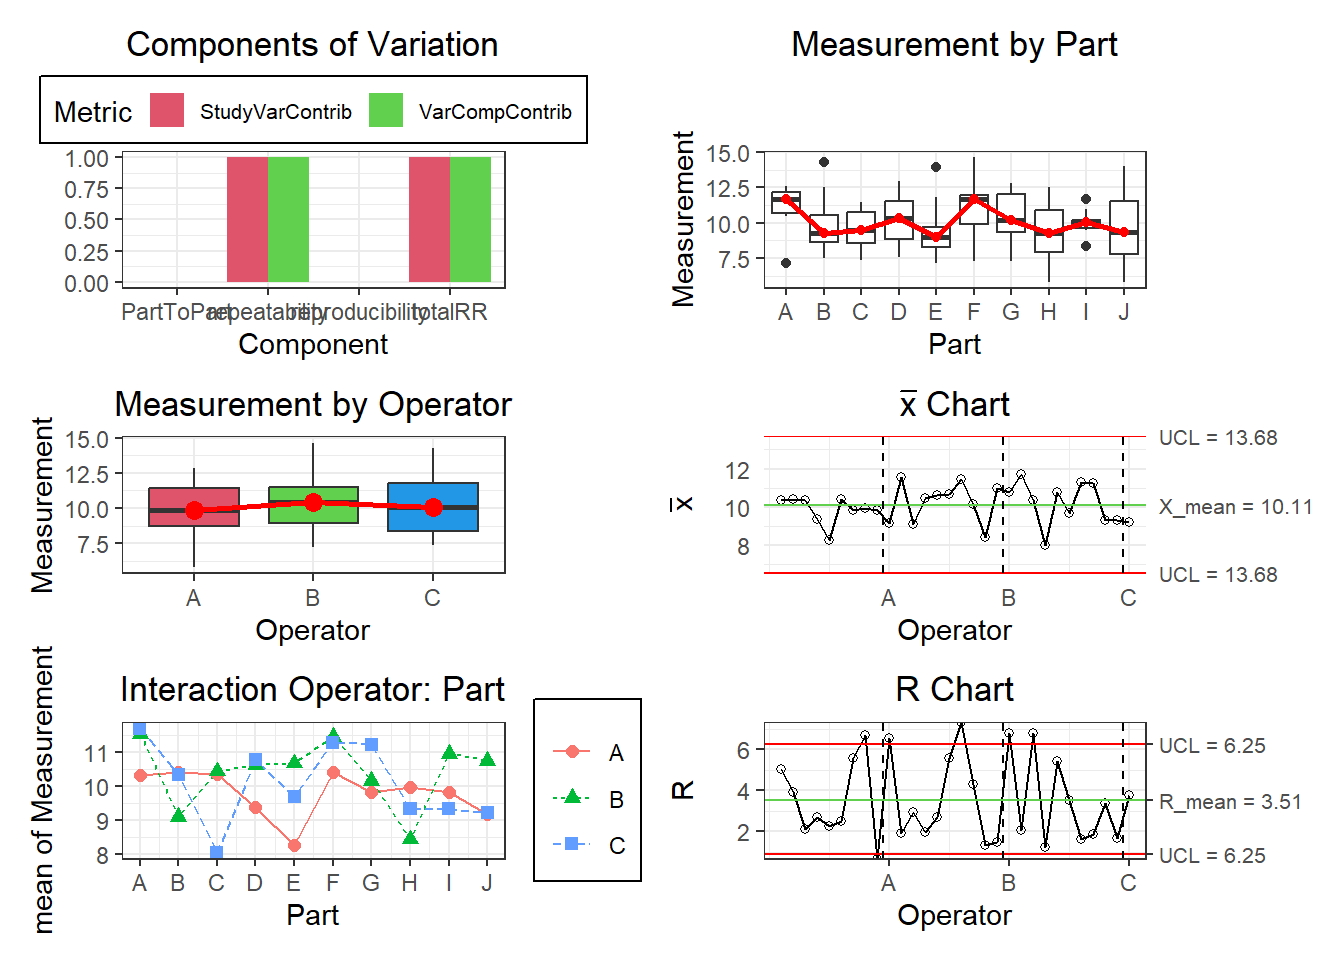 Components of Variation
Metric StudyVarContrib VarCompContrib
1.00
0.75
0.50
0.25
0.00
PartToPart repeatability reproducibility totalRR
Component
Measurement by Part
Measurement
15.0
12.5
10.0
7.5
A B C D E F G H I J
Part
Measurement by Operator
Measurement
15.0
12.5
10.0
7.5
A B C
Operator
x Chart
x
12
10
8
UCL = 13.68
X_mean = 10.11
UCL = 13.68
A B C
Operator
Interaction Operator: Part
mean of Measurement
11
10
9
8
A B C D E F G H I J
Part
A
B
C
R Chart
R
6
4
2
UCL = 6.25
R_mean = 3.51
UCL = 6.25
A B C
Operator